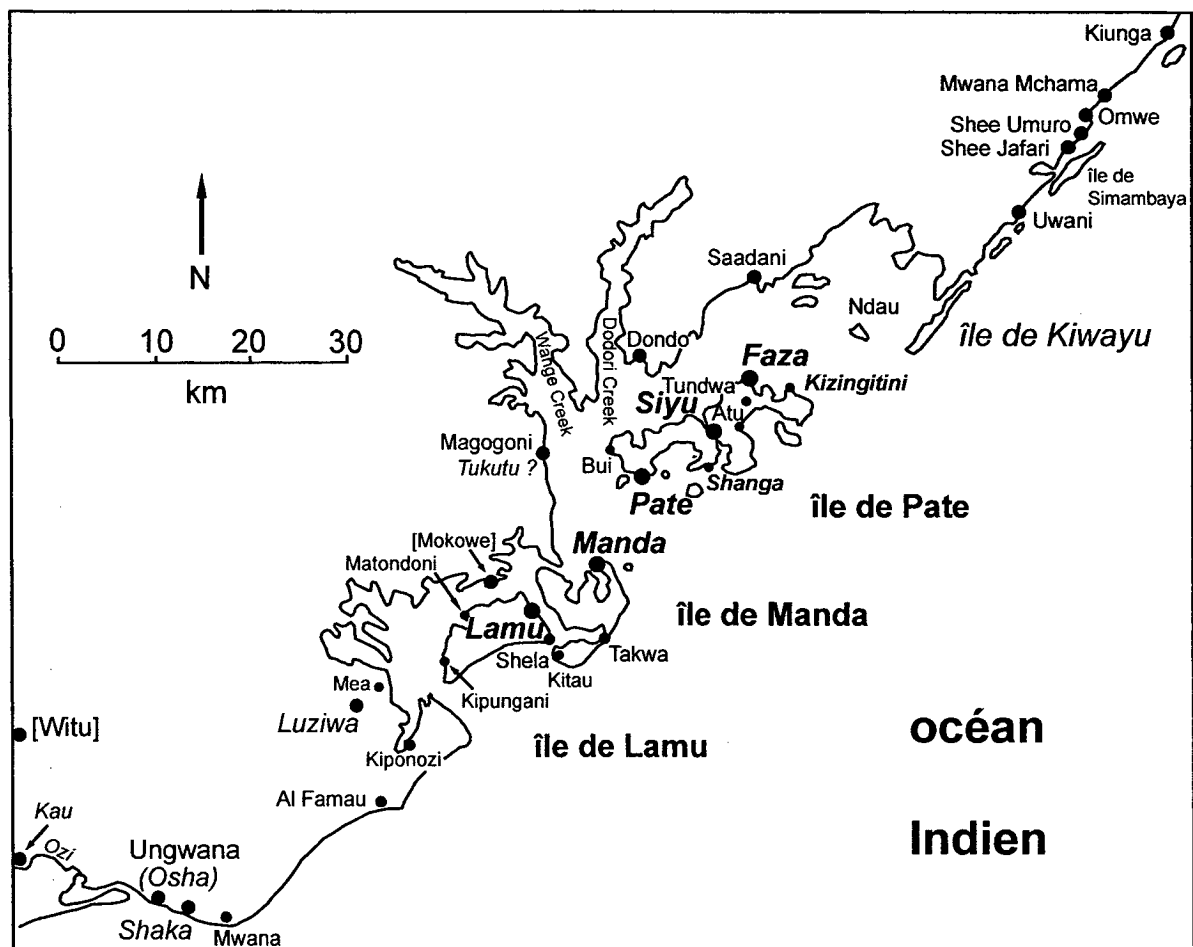 Kiunga
Mwana Mchama
Omwe
Shee Umuro
Shee Jafari
île de
Simambaya
Uwani
N
0 10 20 30
km
Saadani
Ndau
île de Kiwayu
Wange Creek
Dodori Creek
Dondo
Faza
Tundwa
Kizingitini
Siyu
Atu
Magogoni
Tukutu ?
Bui
Shanga
Pate
île de Pate
[Mokowe]
Manda
Matondoni
île de Manda
Lamu
Shela
Takwa
Kitau
Mea
Kipungani
Luziwa
[Witu]
océan
île de Lamu
Kiponozi
Al Famau
Kau
Indien
Ozi
Ungwana
(Osha)
Shaka
Mwana